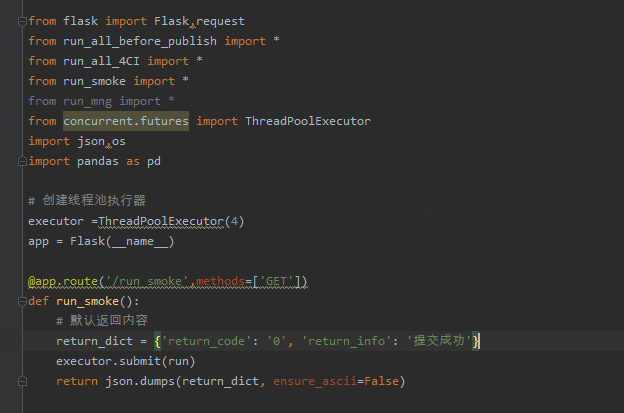 from flask import Flask,request
from run_all_before_publish import *
from run_all_4CI import *
from run_smoke import *
from run_mng import *
from concurrent.futures import ThreadPoolExecutor
import json,os
import pandas as pd
# 创建线程池执行器
executor =ThreadPoolExecutor(4)
app = Flask(__name__)
@app.route('/run_smoke',methods=['GET'])
def run_smoke():
# 默认返回内容
return_dict = {'return_code': '0', 'return_info': '提交成功'}
executor.submit(run)
return json.dumps(return_dict, ensure_ascii=False)